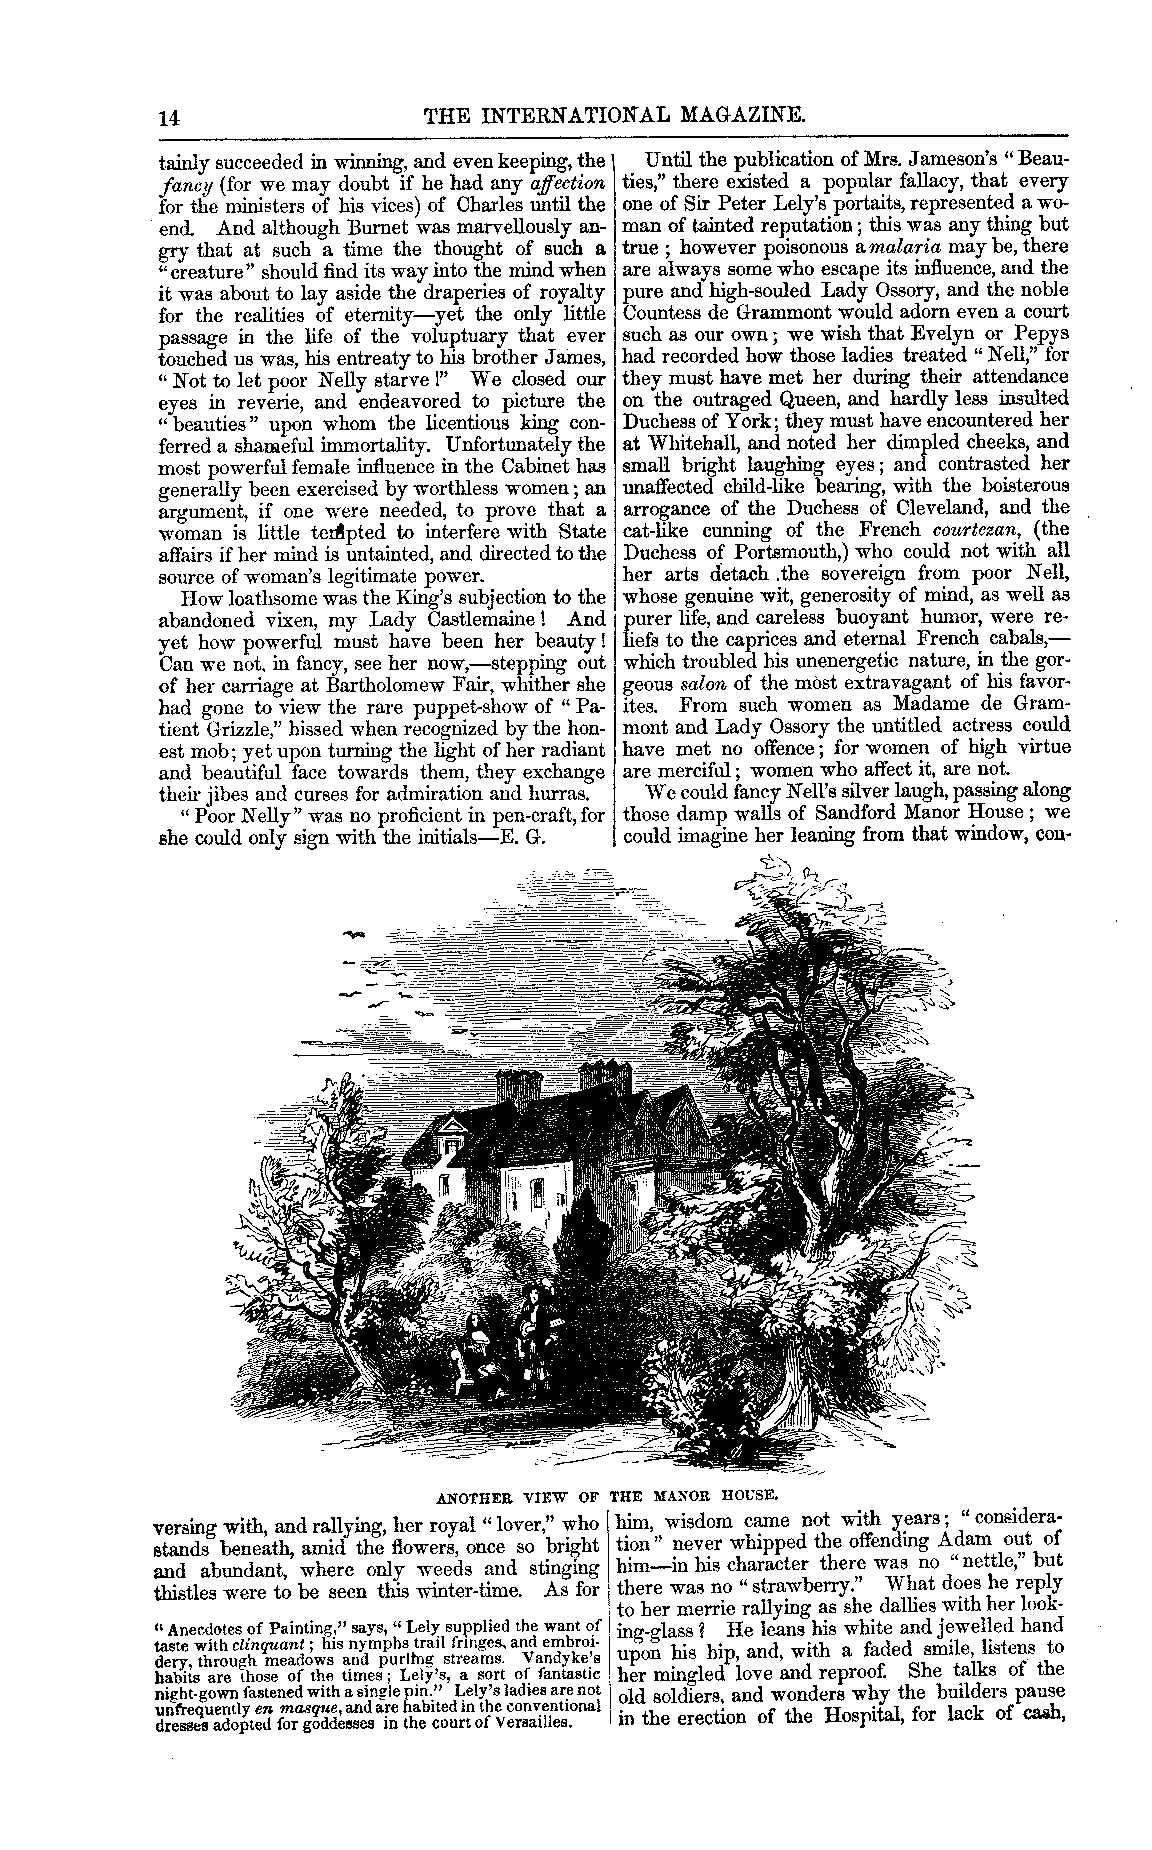 14 THE INTERNATIONAL MAGAZINE.
tainly succeeded in winning, and even keeping, the
fancy (for we may doubt if he had any affection
for the ministers of his vices) of Charles until the
end. And although Burnet was marvellously an-
gry that at such a time the thought of such a
“creature” should find its way into the mind when
it was about to lay aside the draperies of royalty
for the realities of eternity—yet the only little
passage in the life of the voluptuary that ever
touched us was, his entreaty to his brother James,
“Not to let poor Nelly starve!” We closed our
eyes in reverie, and endeavored to picture the
“beauties” upon whom the licentious king con-
ferred a shameful immortality. Unfortunately the
most powerful female influence in the Cabinet has
generally been exercised by worthless women; an
argument, if one were needed, to prove that a
woman is little tempted to interfere with State
affairs if her mind is untainted, and directed to the
source of woman's legitimate power.
How loathsome was the King's subjection to the
abandoned vixen, my Lady Castlemaine! And
yet how powerful must have been her beauty!
Can we not, in fancy, see her now,—stepping out
of her carriage at Bartholomew Fair, whither she
had gone to view the rare puppet-show of “Pa-
tient Grizzle,” hissed when recognized by the hon-
est mob; yet upon turning the light of her radiant
and beautiful face towards them, they exchange
their jibes and curses for admiration and hurras.
“Poor Nelly” was no proficient in pen-craft, for
she could only sign with the initials—E. G.
Until the publication of Mrs. Jameson's “Beau-
ties,” there existed a popular fallacy, that every
one of Sir Peter Lely's portaits, represented a wo-
man of tainted reputation; this was any thing but
true; however poisonous a malaria may be, there
are always some who escape its influence, and the
pure and high-souled Lady Ossory, and the noble
Countess de Grammont would adorn even a court
such as our own; we wish that Evelyn or Pepys
had recorded how those ladies treated “Nell,” for
they must have met her during their attendance
on the outraged Queen, and hardly less insulted
Duchess of York; they must have encountered her
at Whitehall, and noted her dimpled cheeks, and
small bright laughing eyes; and contrasted her
unaffected child-like bearing, with the boisterous
arrogance of the Duchess of Cleveland, and the
cat-like cunning of the French courtezan, (the
Duchess of Portsmouth,) who could not with all
her arts detach .the sovereign from poor Nell,
whose genuine wit, generosity of mind, as well as
purer life, and careless buoyant humor, were re-
liefs to the caprices and eternal French cabals,—
which troubled his unenergetic nature, in the gor-
geous salon of the most extravagant of his favor-
ites. From such women as Madame de Gram-
mont and Lady Ossory the untitled actress could
have met no offence; for women of high virtue
are merciful; women who affect it, are not.
We could fancy Nell's silver laugh, passing along
those damp walls of Sandford Manor House; we
could imagine her leaning from that window, con-
ANOTHER VIEW OF THE MANOR HOUSE.
versing with, and rallying, her royal “lover,” who
stands beneath, amid the flowers, once so bright
and abundant, where only weeds and stinging
thistles were to be seen this winter-time. As for
“Anecdotes of Painting,” says, “Lely supplied the want of
taste with clinquant; his nymphs trail fringes, and embroi-
dery, through meadows and purling streams. Vandyke's
habits are those of the times; Lely's, a sort of fantastic
night-gown fastened with a single pin.” Lely's ladies are not
unfrequently en masque, and are habited in the conventional
dresses adopted for goddesses in the court of Versailles.
him, wisdom came not with years; “considera-
tion” never whipped the offending Adam out of
him—in his character there was no “nettle,” but
there was no “strawberry.” What does he reply
to her merrie rallying as she dallies with her look-
ing-glass? He leans his white and jewelled hand
upon his hip, and, with a faded smile, listens to
her mingled love and reproof. She talks of the
old soldiers, and wonders why the builders pause
in the erection of the Hospital, for lack of cash,